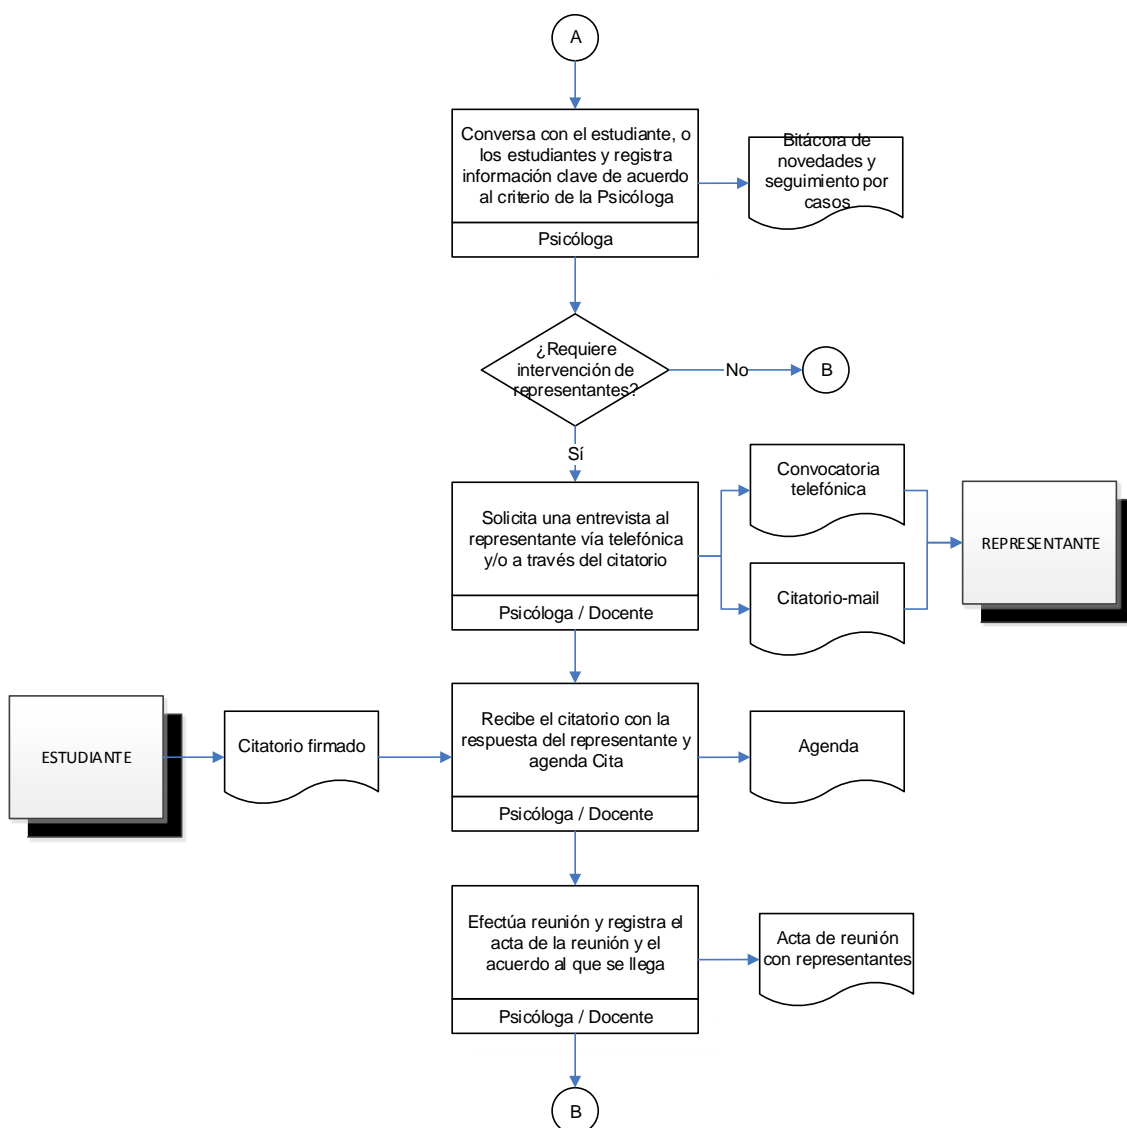 A
Conversa con el estudiante, o
los estudiantes y registra
información clave de acuerdo
al criterio de la Psicóloga
Psicóloga
Bitácora de
novedades y
seguimiento por
casos
¿Requiere
intervención de
representantes?
No
B
Sí
Solicita una entrevista al
representante vía telefónica
y/o a través del citatorio
Psicóloga / Docente
Convocatoria
telefónica
Citatorio-mail
REPRESENTANTE
ESTUDIANTE
Citatorio firmado
Recibe el citatorio con la
respuesta del representante y
agenda Cita
Psicóloga / Docente
Agenda
Efectúa reunión y registra el
acta de la reunión y el
acuerdo al que se llega
Psicóloga / Docente
Acta de reunión
con representantes
B